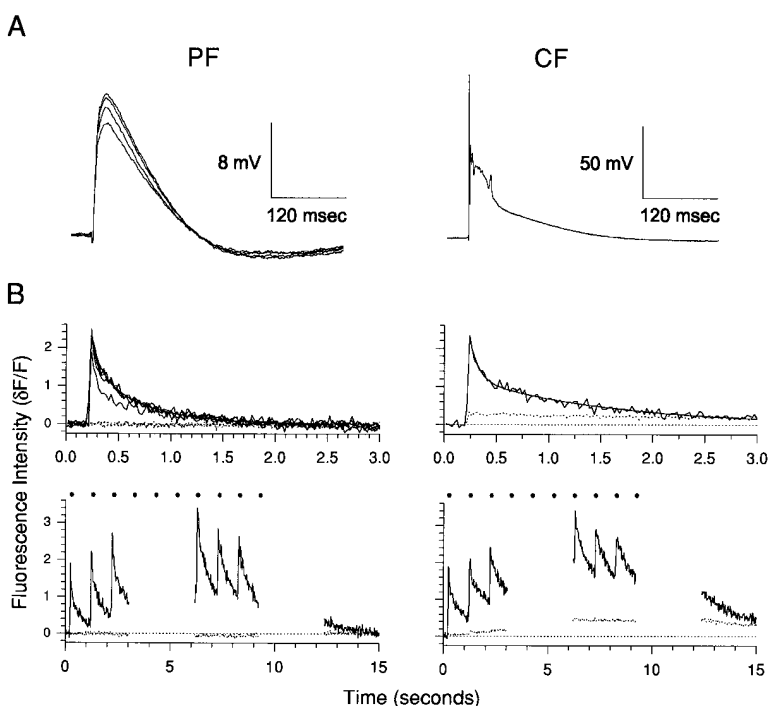 A
PF
CF
8 mV
120 msec
50 mV
120 msec
B
Fluorescence Intensity (δF/F)
2
1
0
0.0 0.5 1.0 1.5 2.0 2.5 3.0
0.0 0.5 1.0 1.5 2.0 2.5 3.0
3
2
1
0
0 5 10 15
0 5 10 15
Time (seconds)